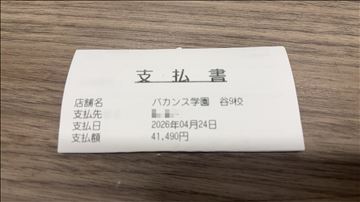 支払書
店舗名 バカンス学園 谷9校
支払先
支払日 2026年04月24日
支払額 41,490円